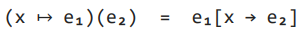 (x ↦ e₁)(e₂) = e₁[x → e₂]